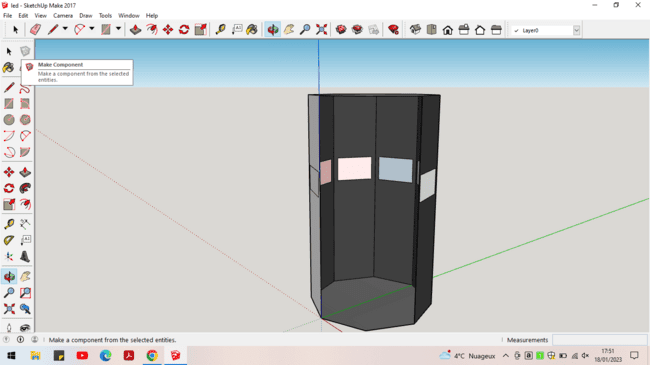 led - SketchUp Make 2017
File Edit View Camera Draw Tools Window Extensions Help
Layer0
Make Component
Make a component from the selected
entities.
Make a component from the selected entities.
Measurements
4°C Nuageux
17:51
18/01/2023